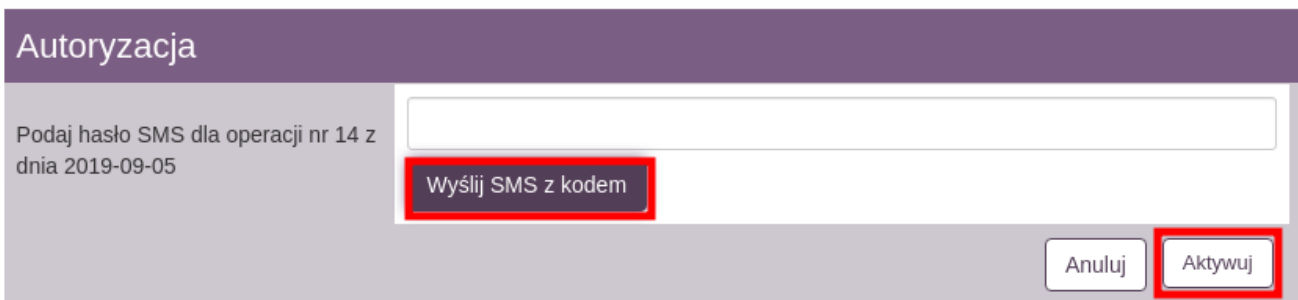 Autoryzacja
Podaj hasło SMS dla operacji nr 14 z
dnia 2019-09-05
Wyślij SMS z kodem
Anuluj
Aktywuj